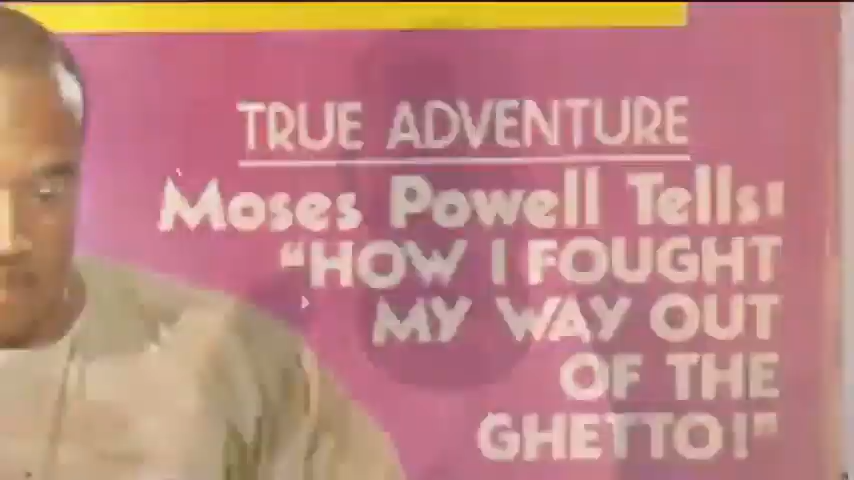 TRUE ADVENTURE
Moses Powell Tells:
“HOW I FOUGHT
MY WAY OUT
OF THE
GHETTO!”